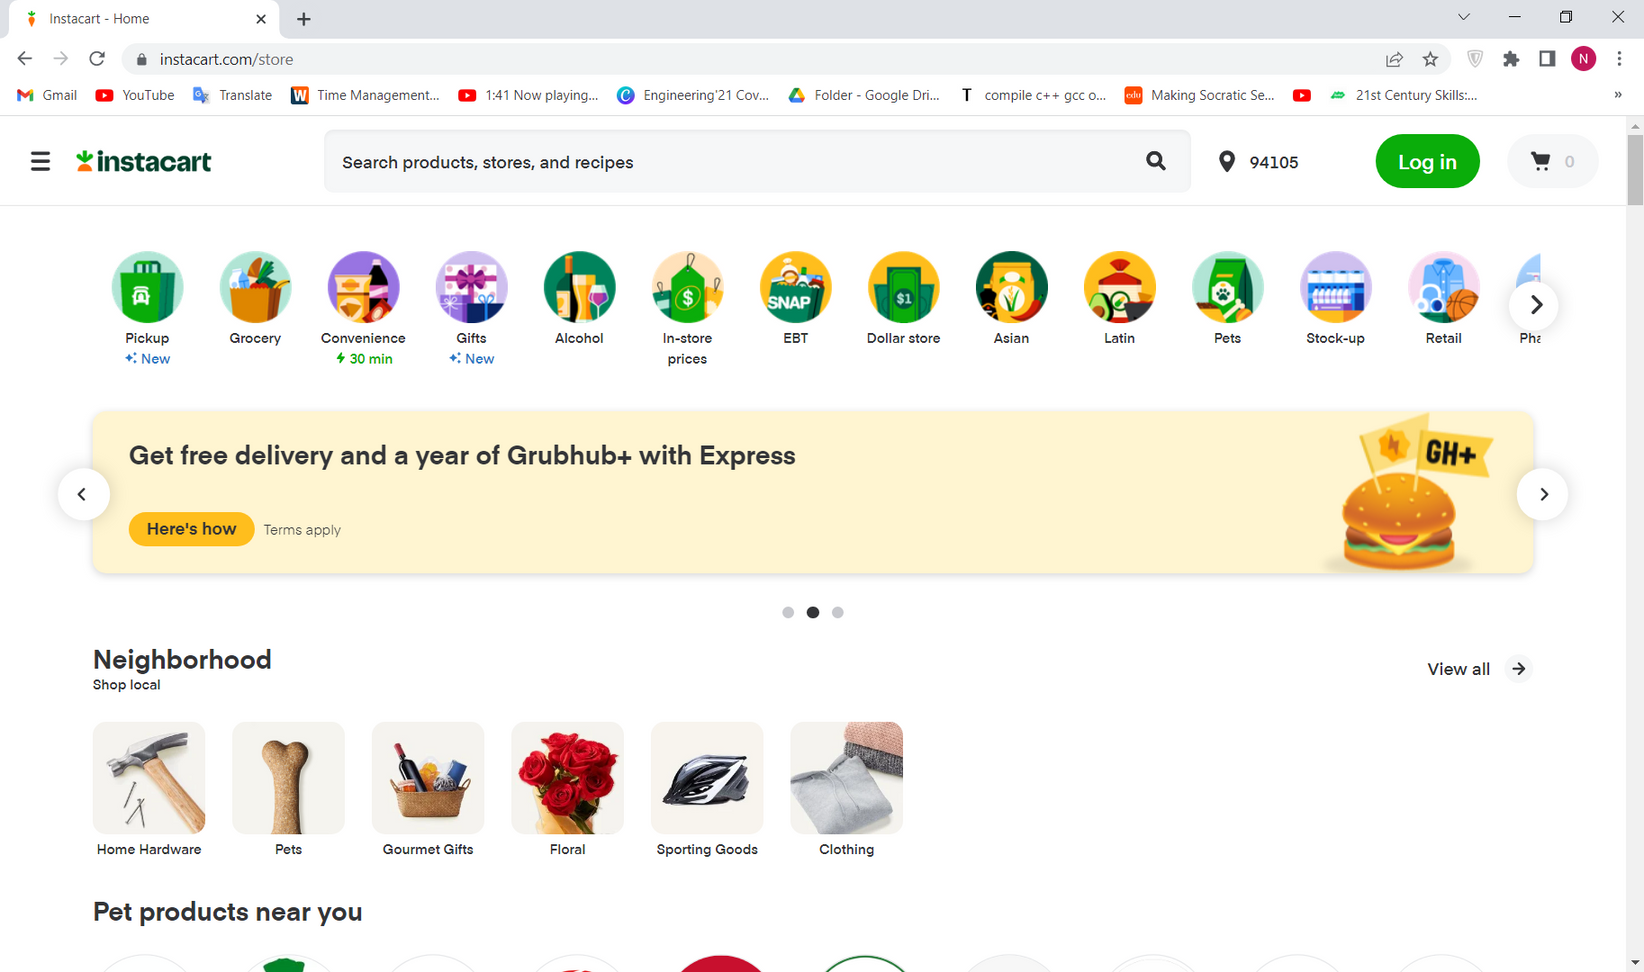 Instacart - Home
instacart.com/store
N
Gmail
YouTube
Translate
Time Management...
1:41 Now playing...
Engineering'21 Cov...
Folder - Google Dri...
compile c++ gcc o...
Making Socratic Se...
21st Century Skills:...
»
instacart
Search products, stores, and recipes
94105
Log in
0
Pickup
New
Grocery
Convenience
30 min
Gifts
New
Alcohol
In-store
prices
SNAP
EBT
$1
Dollar store
Asian
Latin
Pets
Stock-up
Retail
Pha
Get free delivery and a year of Grubhub+ with Express
Here's how
Terms apply
GH+
Neighborhood
Shop local
View all
Home Hardware
Pets
Gourmet Gifts
Floral
Sporting Goods
Clothing
Pet products near you